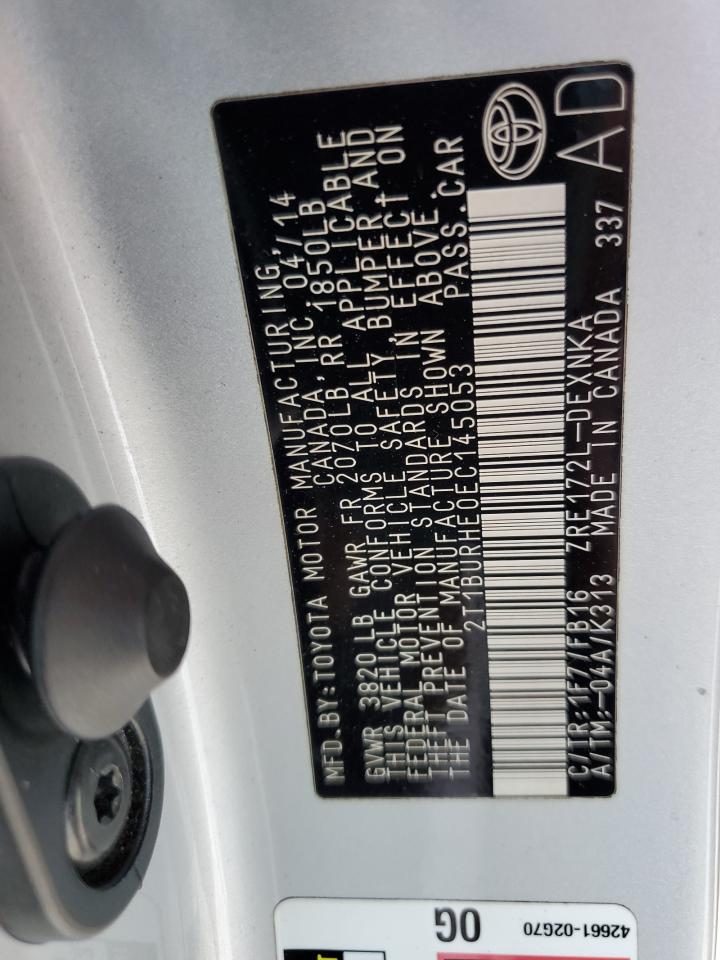 MFD.BY:TOYOTA MOTOR MANUFACTURING,
CANADA, INC. 04/14
GVWR 3820LB GAWR FR 2070LB RR 1850LB
THIS VEHICLE CONFORMS TO ALL APPLICABLE
FEDERAL MOTOR VEHICLE SAFETY, BUMPER, AND
THEFT PREVENTION STANDARDS IN EFFECT ON
THE DATE OF MANUFACTURE SHOWN ABOVE.
2T1BURHE0EC145053 PASS.CAR
C/TR:1F7/FB16 ZRE172L-DEXNKA
A/TM:-04A/K313 MADE IN CANADA 337
AD
0G
42661-02G70